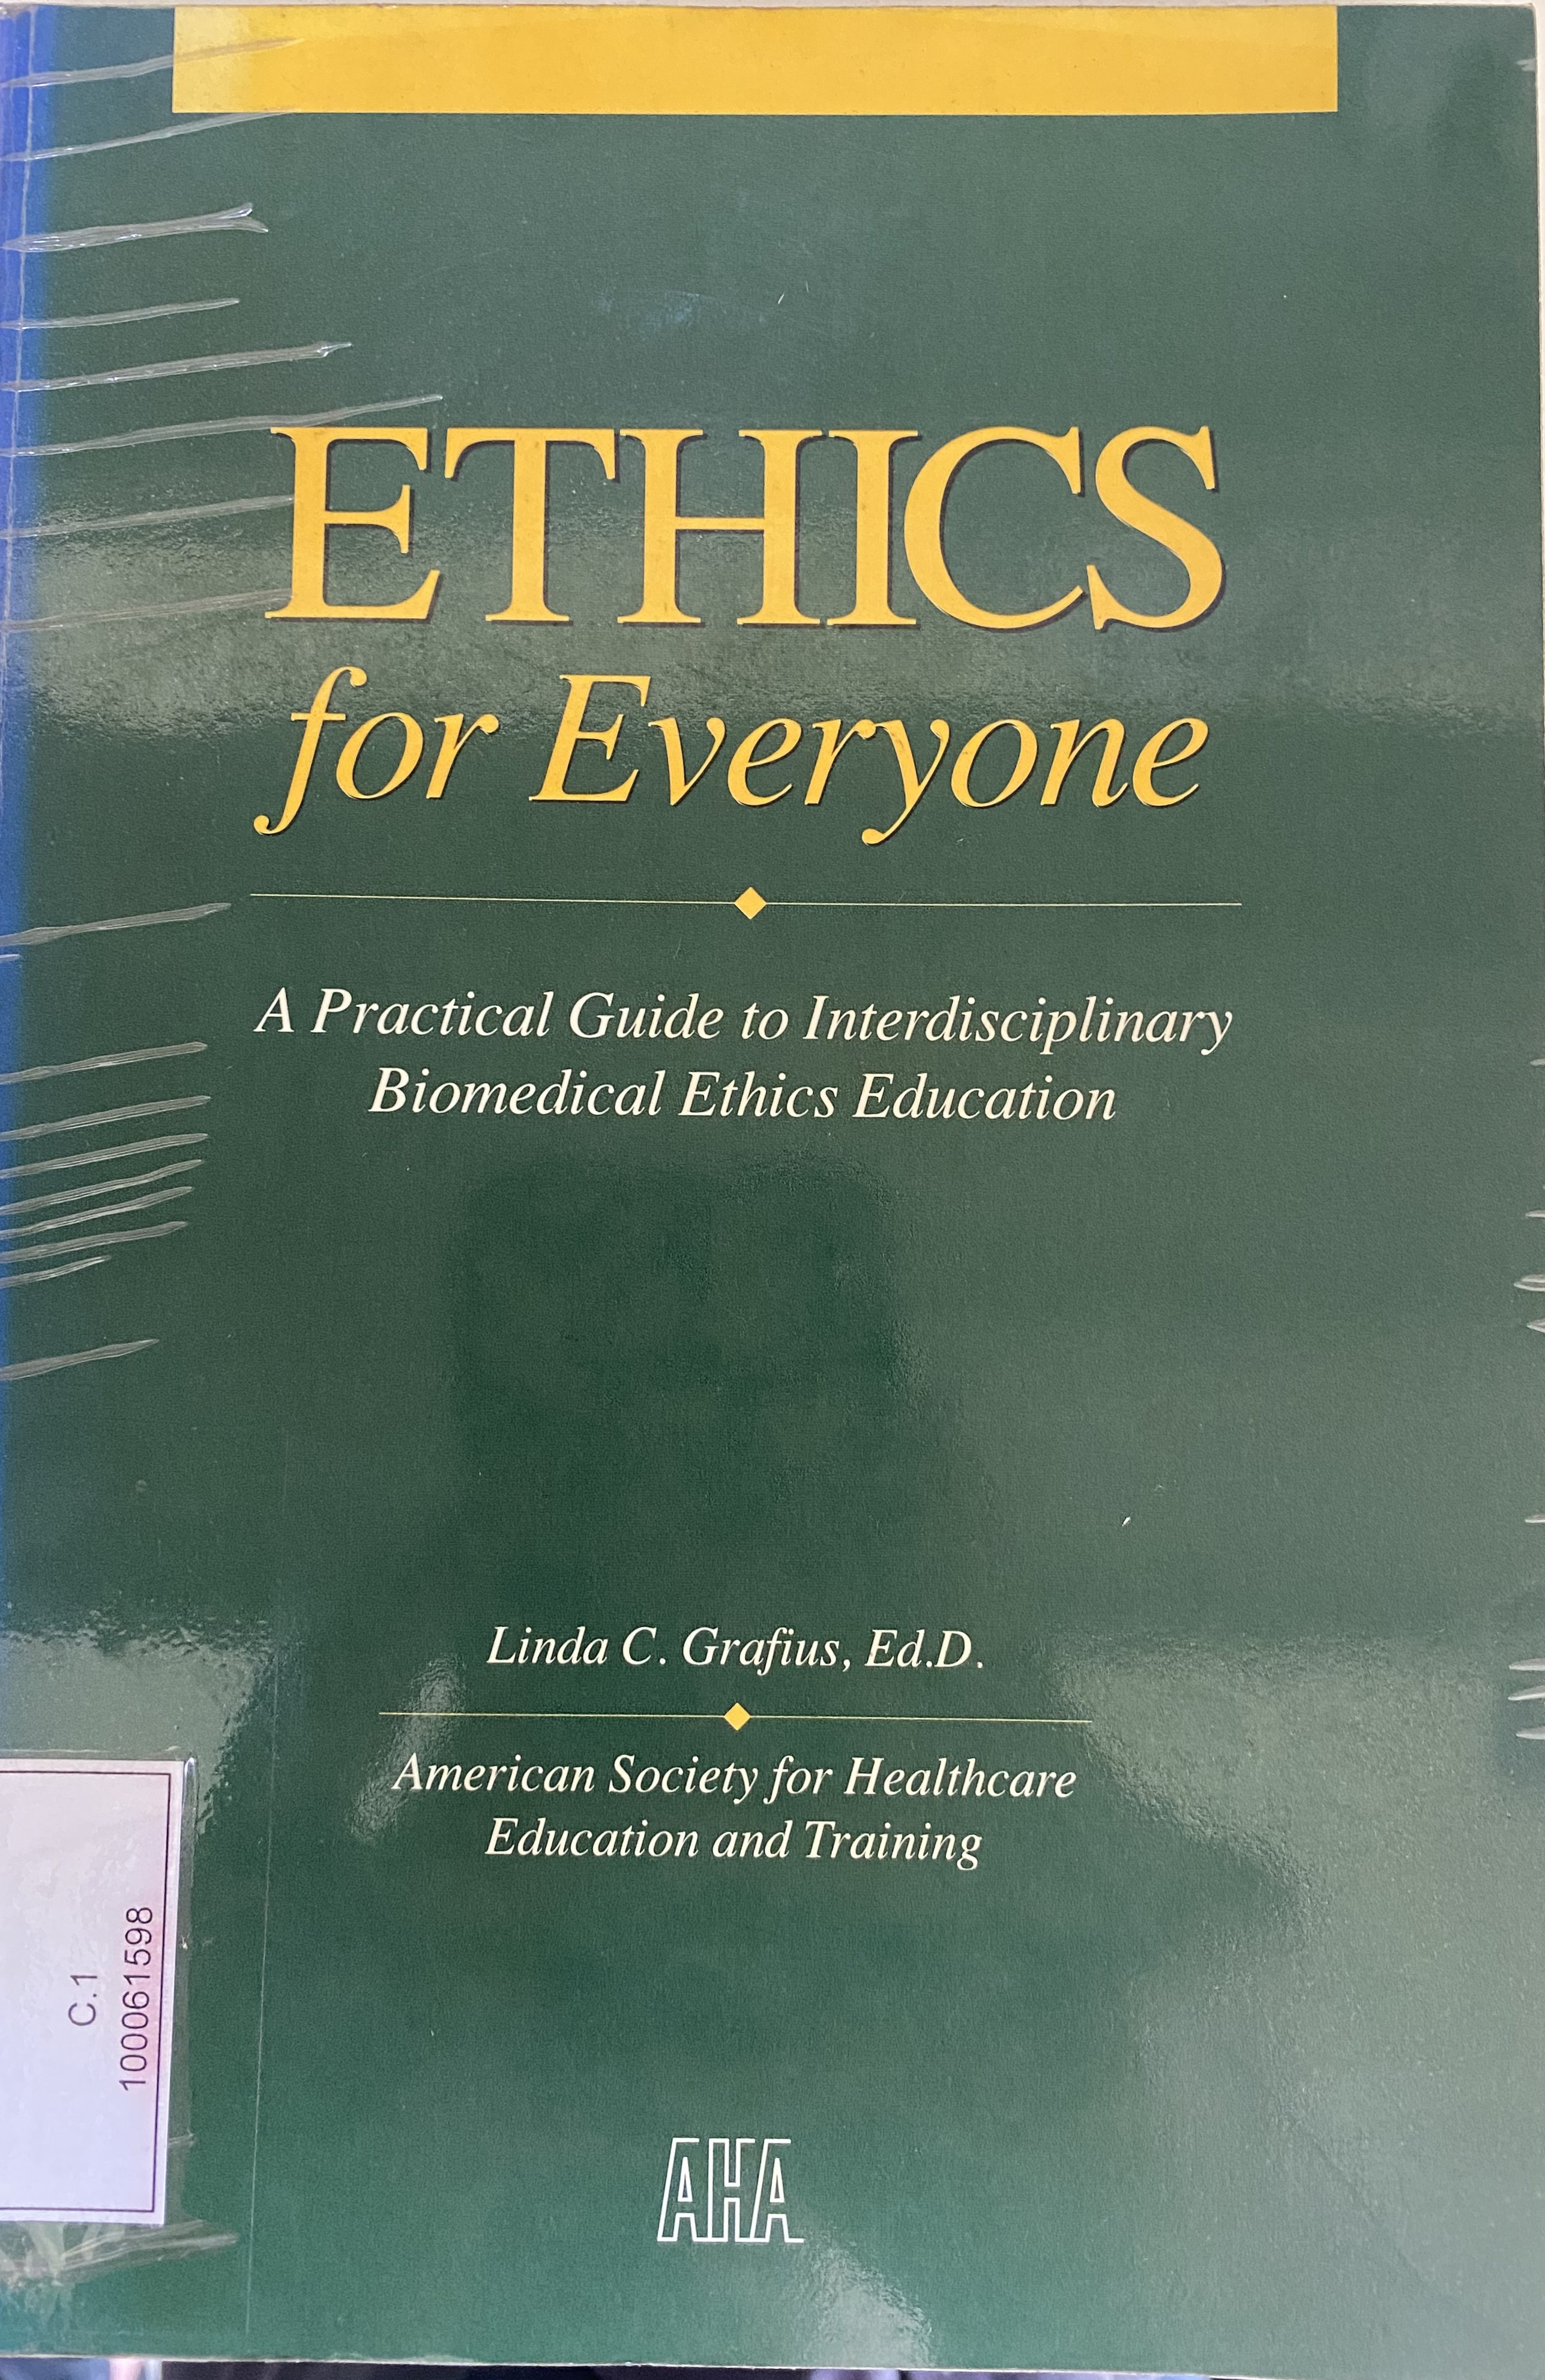 ETHICS
for Everyone
A Practical Guide to Interdisciplinary
Biomedical Ethics Education
Linda C. Grafius, Ed.D.
American Society for Healthcare
Education and Training
C.1
10061598
AHA